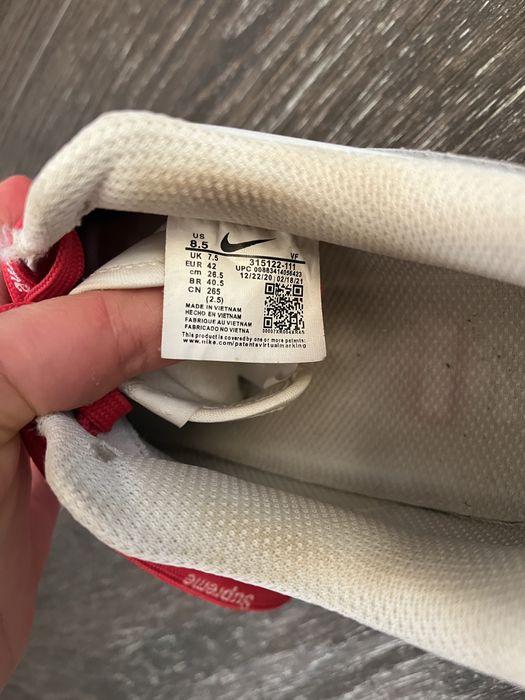 US
8.5
VF
UK 7.5
315122-111
EUR 42
UPC 00883414056423
cm 26.5
12/22/20 02/18/21
BR 40.5
CN 265
(2.5)
MADE IN VIETNAM
HECHO EN VIETNAM
FABRIQUE AU VIETNAM
FABRICADO NO VIETNA
This product is covered by one or more patents:
www.nike.com/patentsvirtualmarking
Supreme